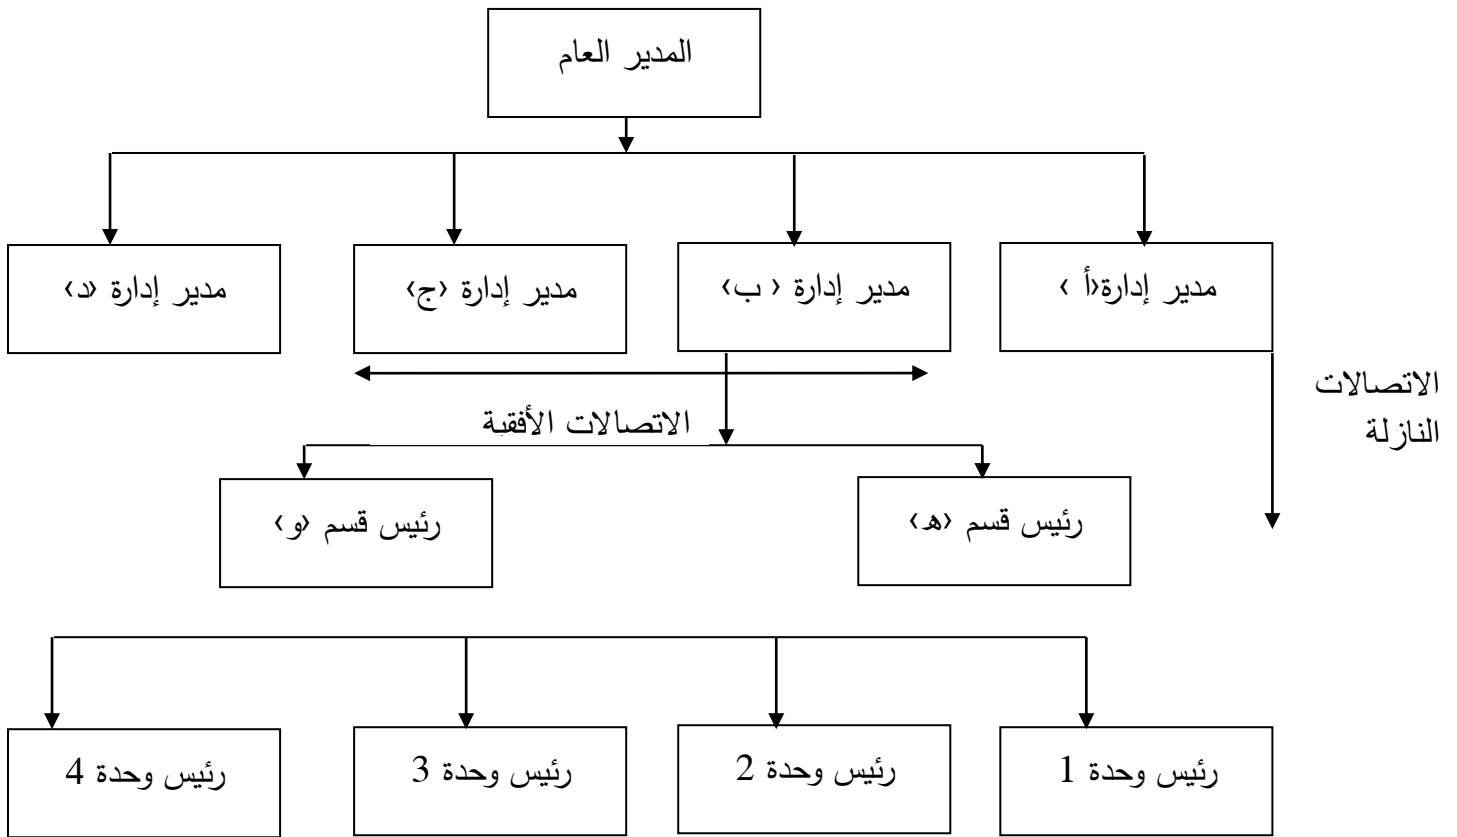 المدير العام
مدير إدارة‹أ ›
مدير إدارة ‹ ب›
مدير إدارة ‹ج›
مدير إدارة ‹د›
الاتصالات
النازلة
الاتصالات الأفقية
رئيس قسم ‹ه›
رئيس قسم ‹و›
رئيس وحدة 1
رئيس وحدة 2
رئيس وحدة 3
رئيس وحدة 4